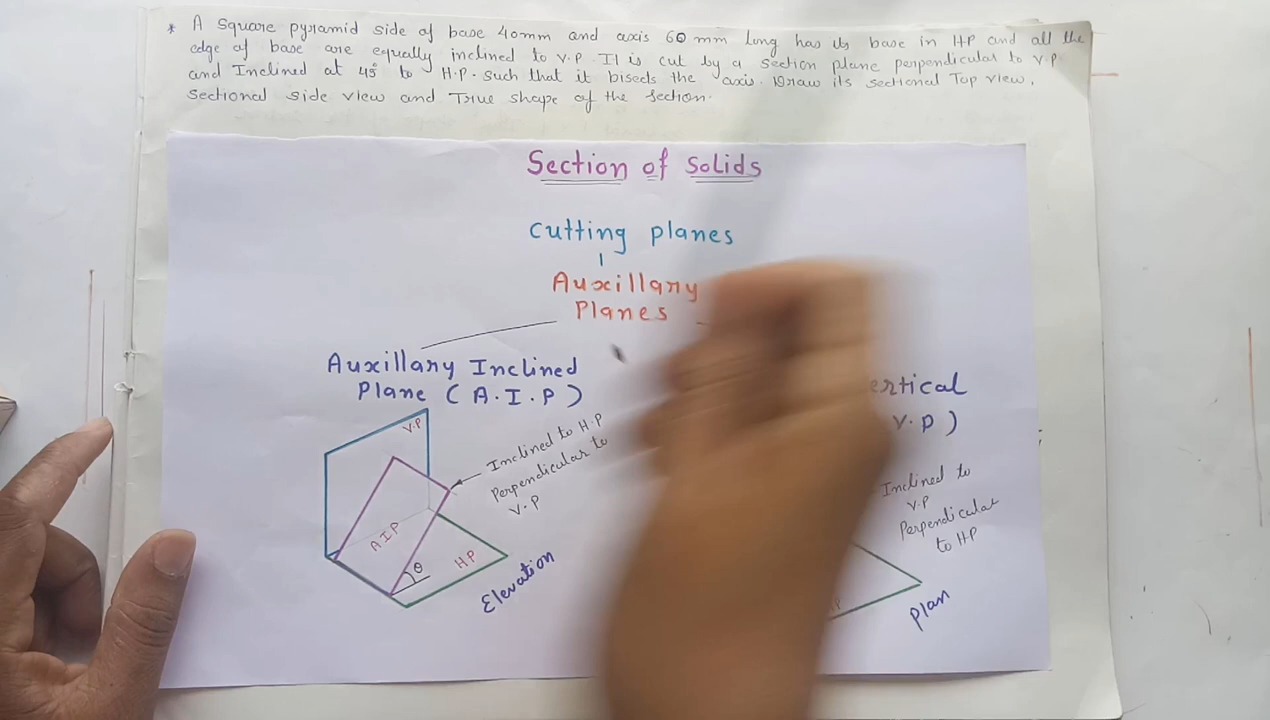 * A Square pyramid side of base 40mm and axis 60mm long has its base in HP and all the
edge of base are equally inclined to V.P. It is cut by a section plane perpendicular to V.P
and Inclined at 45° to H.P. Such that it bisects the axis. Draw its sectional Top view,
sectional side view and True shape of the section.
Section of Solids
Cutting planes
Auxillary
Planes
Auxillary Inclined
Plane (A.I.P)
V.P
Inclined to H.P
Perpendicular to
V.P
AIP
HP
θ
Elevation
ertical
V.P)
Inclined to
V.P
Perpendicular
to HP
Plan